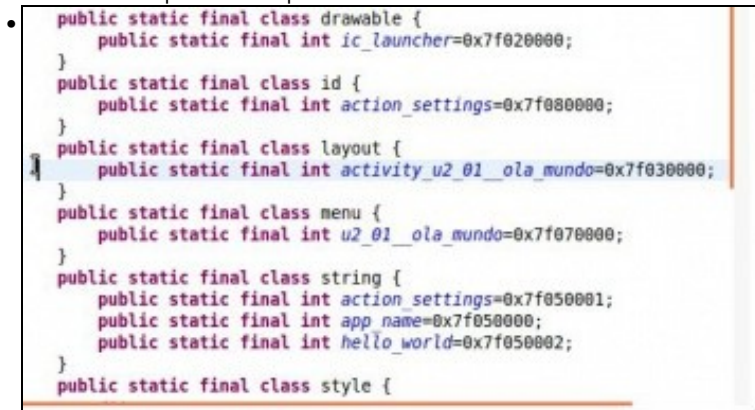 public static final class drawable {
public static final int ic_launcher=0x7f020000;
}
public static final class id {
public static final int action_settings=0x7f080000;
}
public static final class layout {
public static final int activity_u2_01__ola_mundo=0x7f030000;
}
public static final class menu {
public static final int u2_01__ola_mundo=0x7f070000;
}
public static final class string {
public static final int action_settings=0x7f050001;
public static final int app_name=0x7f050000;
public static final int hello_world=0x7f050002;
}
public static final class style {